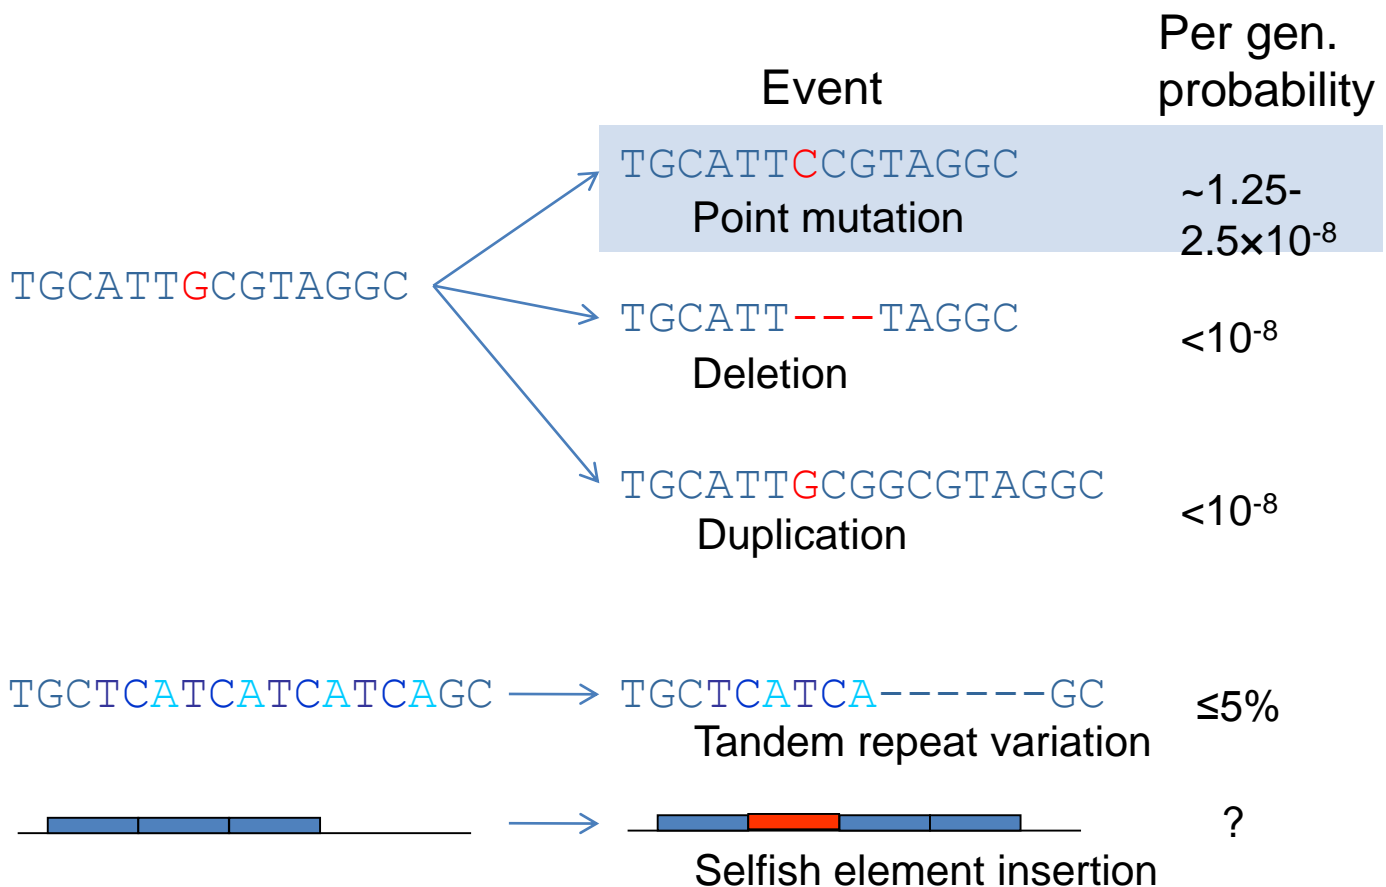 Per gen.
probability
Event
TGCATTCCGTAGGC
Point mutation
~1.25-
2.5×10-8
TGCATTGCGTAGGC
TGCATT---TAGGC
Deletion
<10-8
TGCATTGCGGCGTAGGC
Duplication
<10-8
TGCTCATCATCATCAGC
TGCTCATCA------GC
Tandem repeat variation
≤5%
?
Selfish element insertion